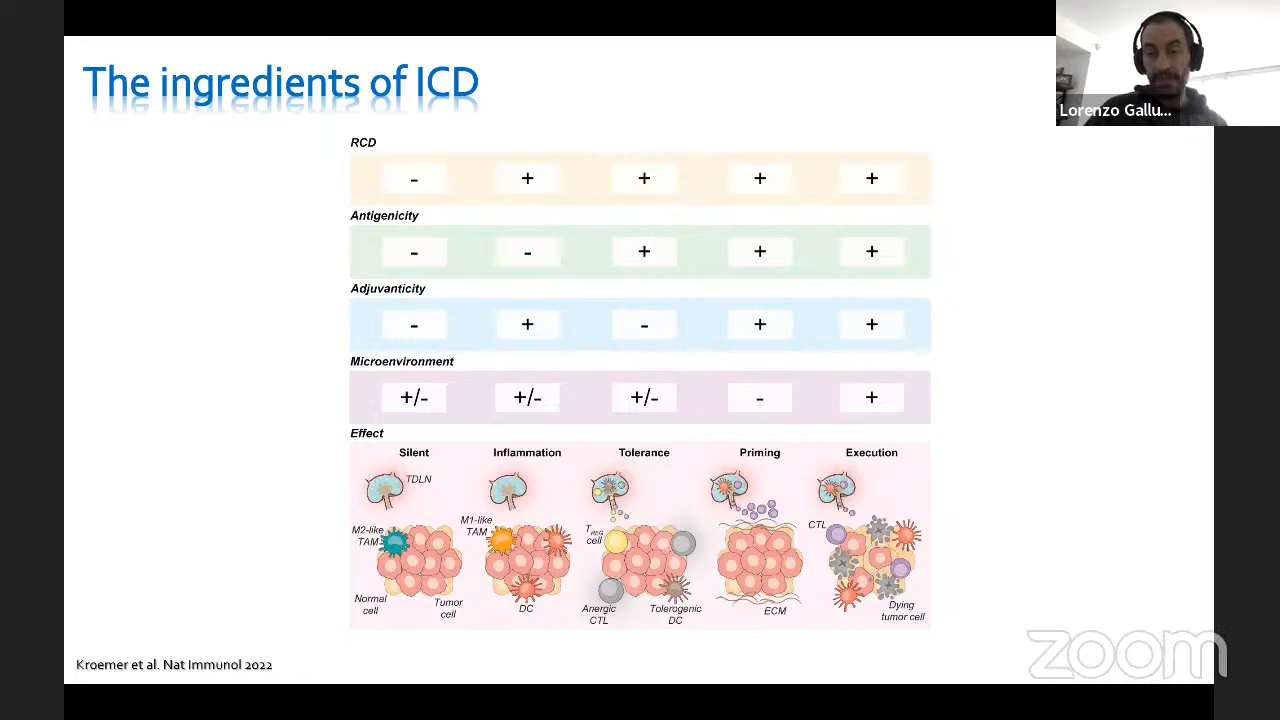 The ingredients of ICD
Lorenzo Gallu...
RCD
- + + + +
Antigenicity
- - + + +
Adjuvanticity
- + - + +
Microenvironment
+/- +/- +/- - +
Effect
Silent Inflammation Tolerance Priming Execution
TDLN
M2-like
TAM
M1-like
TAM
TREG
cell
CTL
Normal
cell
Tumor
cell
DC
Anergic
CTL
Tolerogenic
DC
ECM
Dying
tumor cell
Kroemer et al. Nat Immunol 2022
zoom